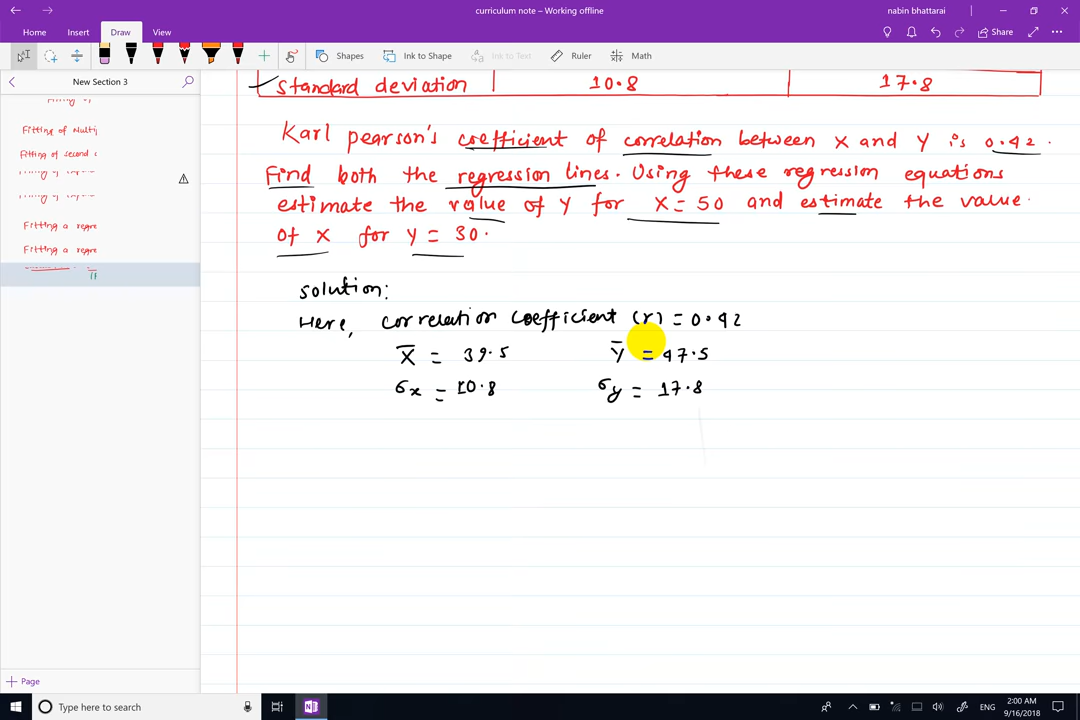 curriculum note – Working offline
nabin bhattarai
Home Insert Draw View
Share
Shapes Ink to Shape Ink to Text Ruler Math
New Section 3
Fitting of Multip
Fitting of second
Fitting a regre
Fitting a regre
Standard deviation 10.8 17.8
Karl pearson's coefficient of correlation between X and Y is 0.42.
Find both the regression lines. Using these regression equations
estimate the value of Y for X = 50 and estimate the value
of X for Y = 30.
Solution:
Here, correlation coefficient (r) = 0.42
X̅ = 39.5 Y̅ = 47.5
σx = 10.8 σy = 17.8
Page
Type here to search
ENG
2:00 AM
9/16/2018